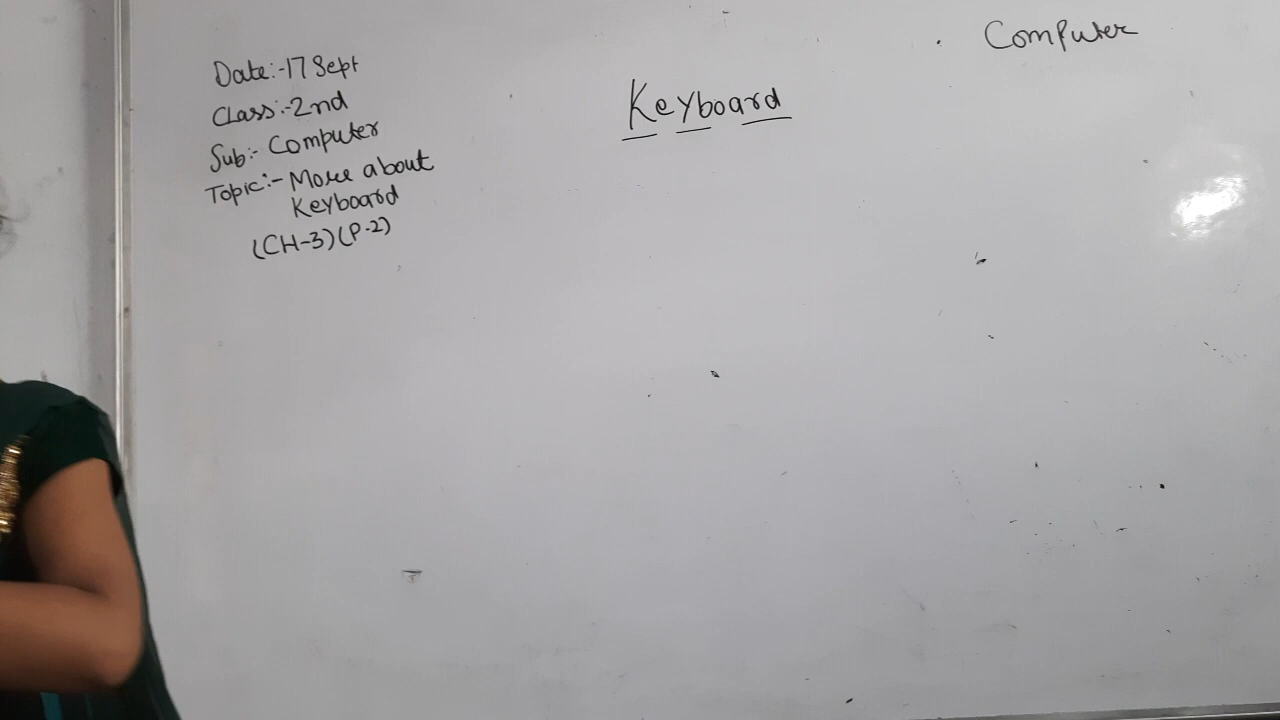 Date:-17 Sept
Class:-2nd
Sub:- Computer
Topic:- More about
Keyboard
(CH-3)(P-2)
Keyboard
Computer